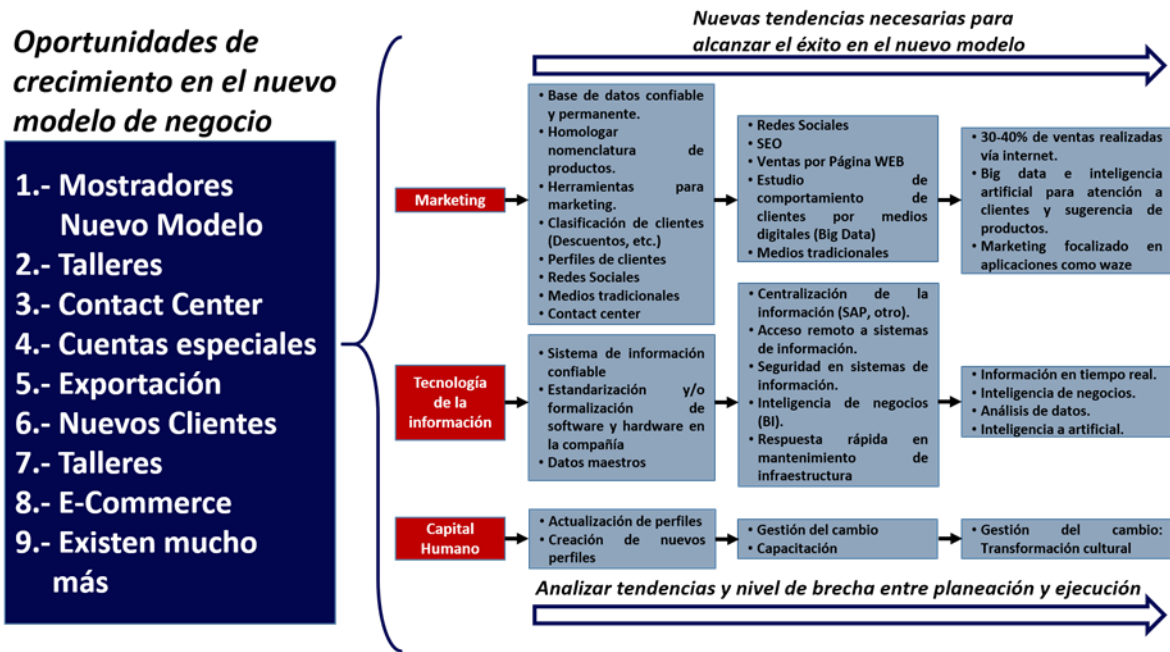 Oportunidades de
crecimiento en el nuevo
modelo de negocio
1.- Mostradores
Nuevo Modelo
2.- Talleres
3.- Contact Center
4.- Cuentas especiales
5.- Exportación
6.- Nuevos Clientes
7.- Talleres
8.- E-Commerce
9.- Existen mucho
más
Nuevas tendencias necesarias para
alcanzar el éxito en el nuevo modelo
Marketing
• Base de datos confiable
y permanente.
• Homologar
nomenclatura de
productos.
• Herramientas para
marketing.
• Clasificación de clientes
(Descuentos, etc.)
• Perfiles de clientes
• Redes Sociales
• Medios tradicionales
• Contact center
• Redes Sociales
• SEO
• Ventas por Página WEB
• Estudio de
comportamiento de
clientes por medios
digitales (Big Data)
• Medios tradicionales
• 30-40% de ventas realizadas
vía internet.
• Big data e inteligencia
artificial para atención a
clientes y sugerencia de
productos.
• Marketing focalizado en
aplicaciones como waze
Tecnología
de la
información
• Sistema de información
confiable
• Estandarización y/o
formalización de
software y hardware en
la compañía
• Datos maestros
• Centralización de la
información (SAP, otro).
• Acceso remoto a sistemas
de información.
• Seguridad en sistemas de
información.
• Inteligencia de negocios
(BI).
• Respuesta rápida en
mantenimiento de
infraestructura
• Información en tiempo real.
• Inteligencia de negocios.
• Análisis de datos.
• Inteligencia a artificial.
Capital
Humano
• Actualización de perfiles
• Creación de nuevos
perfiles
• Gestión del cambio
• Capacitación
• Gestión del cambio:
Transformación cultural
Analizar tendencias y nivel de brecha entre planeación y ejecución